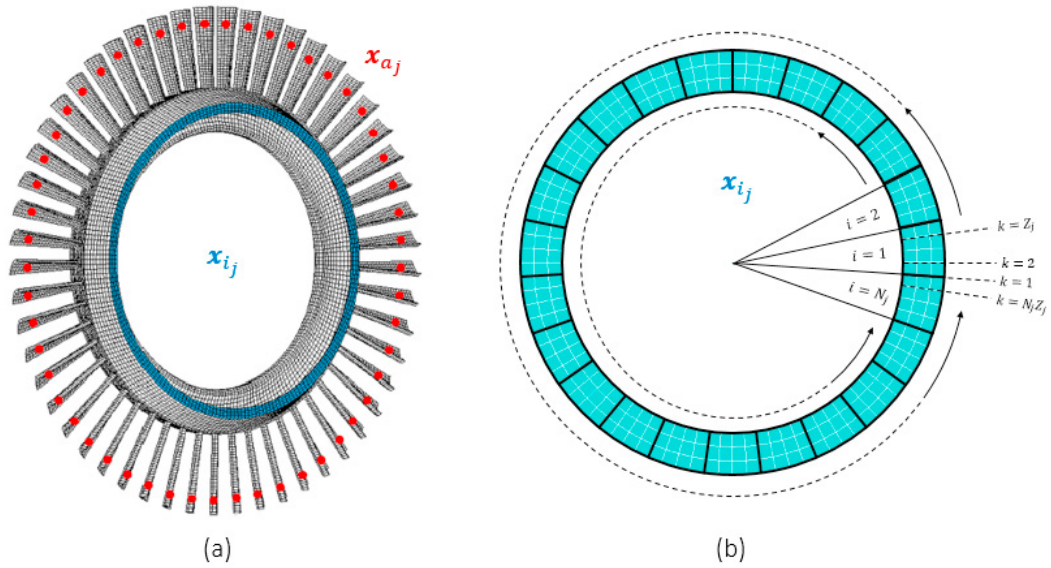 𝒙_{a_j}
𝒙_{i_j}
𝒙_{i_j}
i = 2
i = 1
i = N_j
k = Z_j
k = 2
k = 1
k = N_jZ_j
(a)
(b)